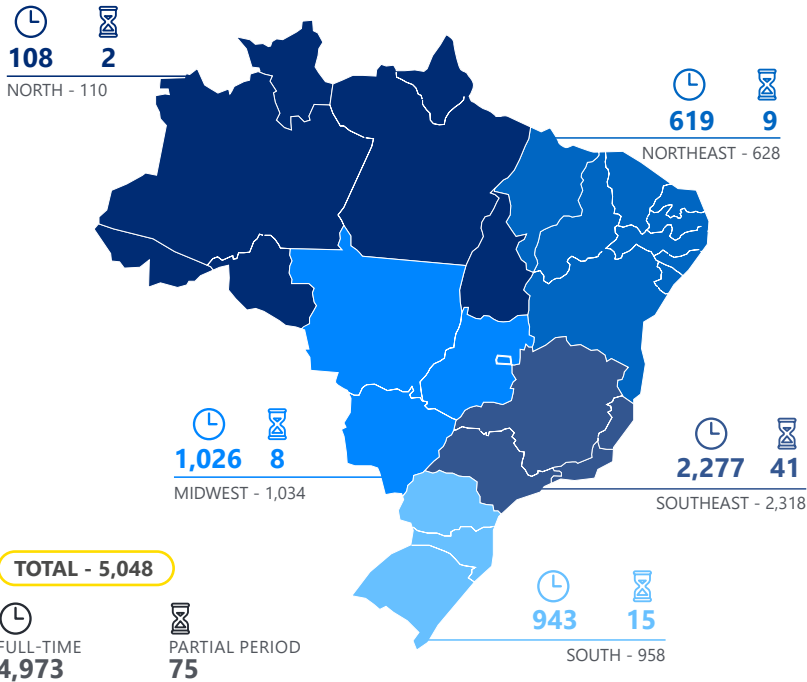 108 2
NORTH - 110
619 9
NORTHEAST - 628
1,026 8
MIDWEST - 1,034
2,277 41
SOUTHEAST - 2,318
943 15
SOUTH - 958
TOTAL - 5,048
FULL-TIME
4,973
PARTIAL PERIOD
75